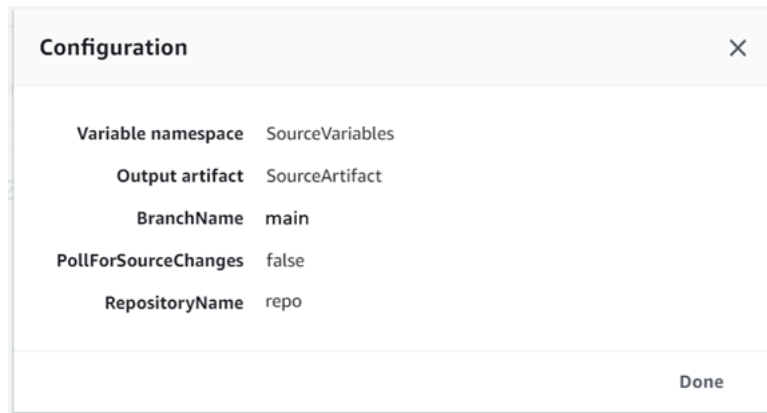 Configuration
Variable namespace SourceVariables
Output artifact SourceArtifact
BranchName main
PollForSourceChanges false
RepositoryName repo
Done